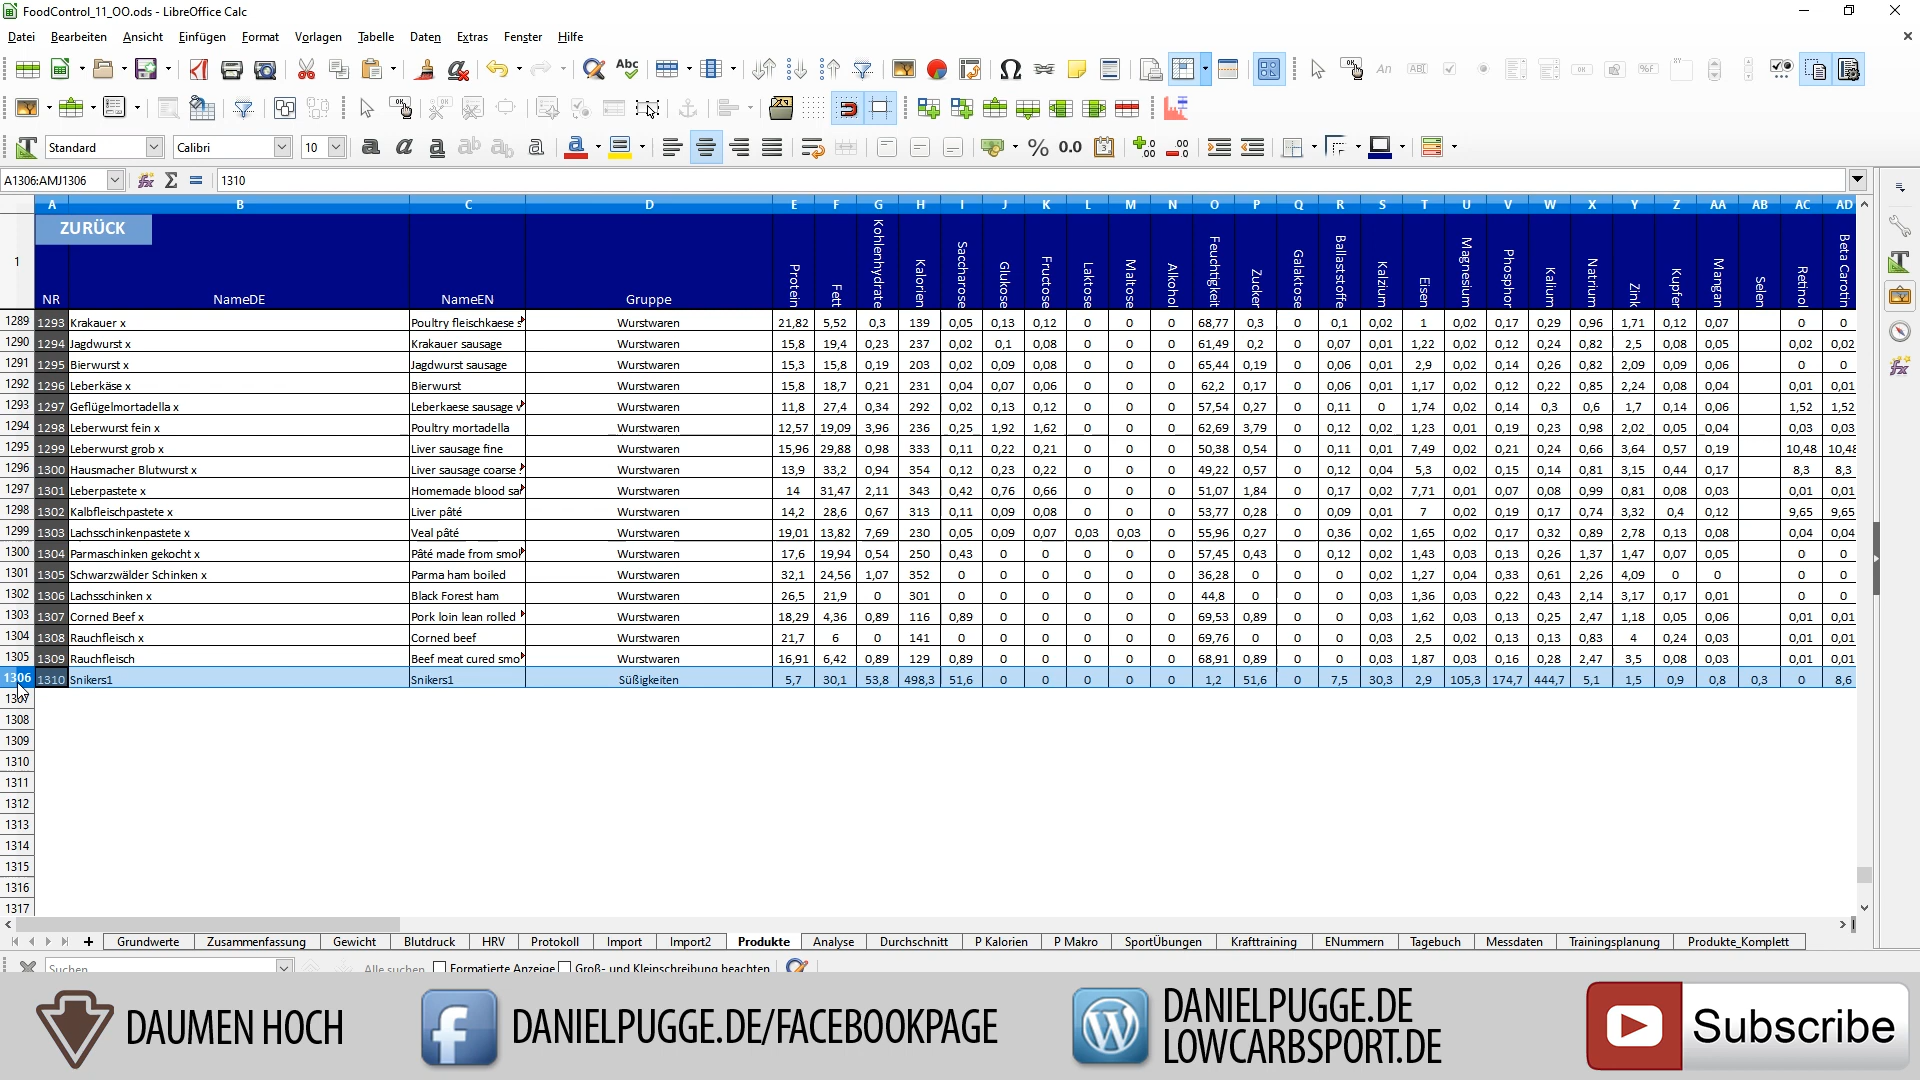 FoodControl_11_OO.ods - LibreOffice Calc
Datei Bearbeiten Ansicht Einfügen Format Vorlagen Tabelle Daten Extras Fenster Hilfe
Standard Calibri 10
A1306:AMJ1306 1310
A B C D E F G H I J K L M N O P Q R S T U V W X Y Z AA AB AC AD
ZURÜCK
1 NR NameDE NameEN Gruppe Protein Fett Kohlenhydrate Kalorien Saccharose Glukose Fructose Laktose Maltose Alkohol Feuchtigkeit Zucker Galaktose Ballaststoffe Kalzium Eisen Magnesium Phosphor Kalium Natrium Zink Kupfer Mangan Selen Retinol Beta Carotin
1289 1293 Krakauer x Poultry fleischkaese s Wurstwaren 21,82 5,52 0,3 139 0,05 0,13 0,12 0 0 0 68,77 0,3 0 0,1 0,02 1 0,02 0,17 0,29 0,96 1,71 0,12 0,07 0 0
1290 1294 Jagdwurst x Krakauer sausage Wurstwaren 15,8 19,4 0,23 237 0,02 0,1 0,08 0 0 0 61,49 0,2 0 0,07 0,01 1,22 0,02 0,12 0,24 0,82 2,5 0,08 0,05 0,02 0,02
1291 1295 Bierwurst x Jagdwurst sausage Wurstwaren 15,3 15,8 0,19 203 0,02 0,09 0,08 0 0 0 65,44 0,19 0 0,06 0,01 2,9 0,02 0,14 0,26 0,82 2,09 0,09 0,06 0 0
1292 1296 Leberkäse x Bierwurst Wurstwaren 15,8 18,7 0,21 231 0,04 0,07 0,06 0 0 0 62,2 0,17 0 0,06 0,01 1,17 0,02 0,12 0,22 0,85 2,24 0,08 0,04 0,01 0,01
1293 1297 Geflügelmortadella x Leberkaese sausage v Wurstwaren 11,8 27,4 0,34 292 0,02 0,13 0,12 0 0 0 57,54 0,27 0 0,11 0 1,74 0,02 0,14 0,3 0,6 1,7 0,14 0,06 1,52 1,52
1294 1298 Leberwurst fein x Poultry mortadella Wurstwaren 12,57 19,09 3,96 236 0,25 1,92 1,62 0 0 0 62,69 3,79 0 0,12 0,02 1,23 0,01 0,19 0,23 0,98 2,02 0,05 0,04 0,03 0,03
1295 1299 Leberwurst grob x Liver sausage fine Wurstwaren 15,96 29,88 0,98 333 0,11 0,22 0,21 0 0 0 50,38 0,54 0 0,11 0,01 7,49 0,02 0,21 0,24 0,66 3,64 0,57 0,19 10,48 10,48
1296 1300 Hausmacher Blutwurst x Liver sausage coarse Wurstwaren 13,9 33,2 0,94 354 0,12 0,23 0,22 0 0 0 49,22 0,57 0 0,12 0,04 5,3 0,02 0,15 0,14 0,81 3,15 0,44 0,17 8,3 8,3
1297 1301 Leberpastete x Homemade blood sa Wurstwaren 14 31,47 2,11 343 0,42 0,76 0,66 0 0 0 51,07 1,84 0 0,17 0,02 7,71 0,01 0,07 0,08 0,99 0,81 0,08 0,03 0,01 0,01
1298 1302 Kalbfleischpastete x Liver pâté Wurstwaren 14,2 28,6 0,67 313 0,11 0,09 0,08 0 0 0 53,77 0,28 0 0,09 0,01 7 0,02 0,19 0,17 0,74 3,32 0,4 0,12 9,65 9,65
1299 1303 Lachsschinkenpastete x Veal pâté Wurstwaren 19,01 13,82 7,69 230 0,05 0,09 0,07 0,03 0,03 0 55,96 0,27 0 0,36 0,02 1,65 0,02 0,17 0,32 0,89 2,78 0,13 0,08 0,04 0,04
1300 1304 Parmaschinken gekocht x Pâté made from smo Wurstwaren 17,6 19,94 0,54 250 0,43 0 0 0 0 0 57,45 0,43 0 0,12 0,02 1,43 0,03 0,13 0,26 1,37 1,47 0,07 0,05 0 0
1301 1305 Schwarzwälder Schinken x Parma ham boiled Wurstwaren 32,1 24,56 1,07 352 0 0 0 0 0 0 36,28 0 0 0 0,02 1,27 0,04 0,33 0,61 2,26 4,09 0 0 0 0
1302 1306 Lachsschinken x Black Forest ham Wurstwaren 26,5 21,9 0 301 0 0 0 0 0 0 44,8 0 0 0 0,03 1,36 0,03 0,22 0,43 2,14 3,17 0,17 0,01 0 0
1303 1307 Corned Beef x Pork loin lean rolled Wurstwaren 18,29 4,36 0,89 116 0,89 0 0 0 0 0 69,53 0,89 0 0 0,03 1,62 0,03 0,13 0,25 2,47 1,18 0,05 0,06 0,01 0,01
1304 1308 Rauchfleisch x Corned beef Wurstwaren 21,7 6 0 141 0 0 0 0 0 0 69,76 0 0 0 0,03 2,5 0,02 0,13 0,13 0,83 4 0,24 0,03 0,01 0,01
1305 1309 Rauchfleisch Beef meat cured smo Wurstwaren 16,91 6,42 0,89 129 0,89 0 0 0 0 0 68,91 0,89 0 0 0,03 1,87 0,03 0,16 0,28 2,47 3,5 0,08 0,03 0,01 0,01
1306 1310 Snikers1 Snikers1 Süßigkeiten 5,7 30,1 53,8 498,3 51,6 0 0 0 0 0 1,2 51,6 0 7,5 30,3 2,9 105,3 174,7 444,7 5,1 1,5 0,9 0,8 0,3 0 8,6
1307
1308
1309
1310
1311
1312
1313
1314
1315
1316
1317
Grundwerte Zusammenfassung Gewicht Blutdruck HRV Protokoll Import Import2 Produkte Analyse Durchschnitt P Kalorien P Makro SportÜbungen Krafttraining ENummern Tagebuch Messdaten Trainingsplanung Produkte_Komplett
Suchen Alle suchen Formatierte Anzeige Groß- und Kleinschreibung beachten
DAUMEN HOCH
DANIELPUGGE.DE/FACEBOOKPAGE
DANIELPUGGE.DE
LOWCARBSPORT.DE
Subscribe